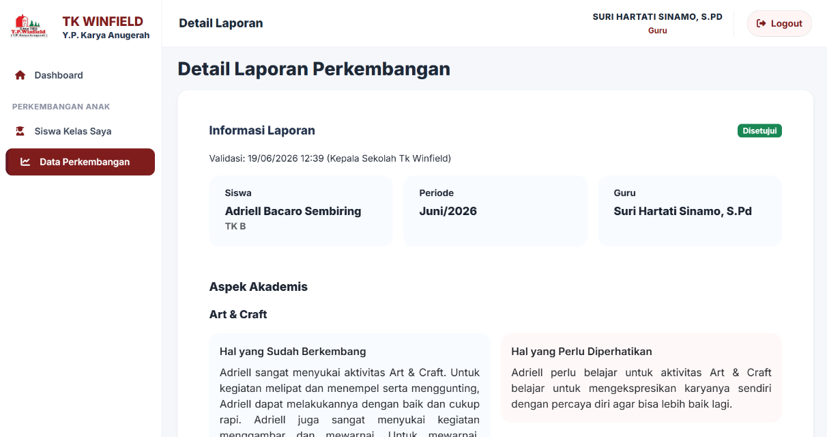 TK WINFIELD
Y.P. Karya Anugerah
Detail Laporan
SURI HARTATI SINAMO, S.PD
Guru
Logout
Dashboard
PERKEMBANGAN ANAK
Siswa Kelas Saya
Data Perkembangan
Detail Laporan Perkembangan
Informasi Laporan
Disetujui
Validasi: 19/06/2026 12:39 (Kepala Sekolah Tk Winfield)
Siswa
Adriell Bacaro Sembiring
TK B
Periode
Juni/2026
Guru
Suri Hartati Sinamo, S.Pd
Aspek Akademis
Art & Craft
Hal yang Sudah Berkembang
Adriell sangat menyukai aktivitas Art & Craft. Untuk
kegiatan melipat dan menempel serta menggunting,
Adriell dapat melakukannya dengan baik dan cukup
rapi. Adriell juga sangat menyukai kegiatan
menggambar dan mewarnai. Untuk mewarnai,
Hal yang Perlu Diperhatikan
Adriell perlu belajar untuk aktivitas Art & Craft
belajar untuk mengekspresikan karyanya sendiri
dengan percaya diri agar bisa lebih baik lagi.